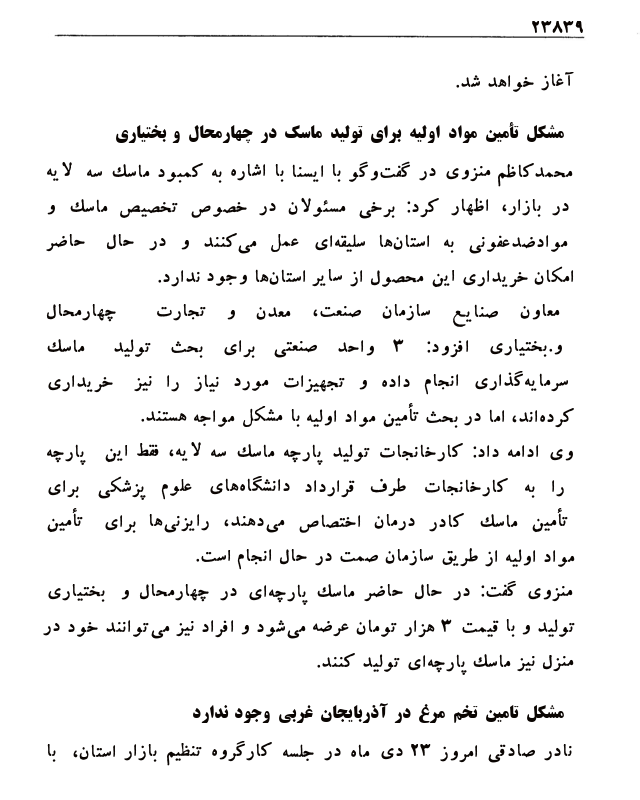 ۲۳۸۳۹
آغاز خواهد شد.
مشکل تأمین مواد اولیه برای تولید ماسک در چهارمحال و بختیاری
محمدکاظم منزوی در گفت‌وگو با ایسنا با اشاره به کمبود ماسك سه لایه
در بازار، اظهار کرد: برخی مسئولان در خصوص تخصیص ماسك و
موادضدعفونی به استان‌ها سلیقه‌ای عمل می‌کنند و در حال حاضر
امکان خریداری این محصول از سایر استان‌ها وجود ندارد.
معاون صنایع سازمان صنعت، معدن و تجارت چهارمحال
و.بختیاری افزود: ۳ واحد صنعتی برای بحث تولید ماسك
سرمایه‌گذاری انجام داده و تجهیزات مورد نیاز را نیز خریداری
کرده‌اند، اما در بحث تأمین مواد اولیه با مشکل مواجه هستند.
وی ادامه داد: کارخانجات تولید پارچه ماسك سه لایه، فقط این پارچه
را به کارخانجات طرف قرارداد دانشگاه‌های علوم پزشکی برای
تأمین ماسك کادر درمان اختصاص می‌دهند، رایزنی‌ها برای تأمین
مواد اولیه از طریق سازمان صمت در حال انجام است.
منزوی گفت: در حال حاضر ماسك پارچه‌ای در چهارمحال و بختیاری
تولید و با قیمت ۳ هزار تومان عرضه می‌شود و افراد نیز می‌توانند خود در
منزل نیز ماسك پارچه‌ای تولید کنند.
مشکل تامین تخم مرغ در آذربایجان غربی وجود ندارد
نادر صادقی امروز ۲۳ دی ماه در جلسه کارگروه تنظیم بازار استان، با